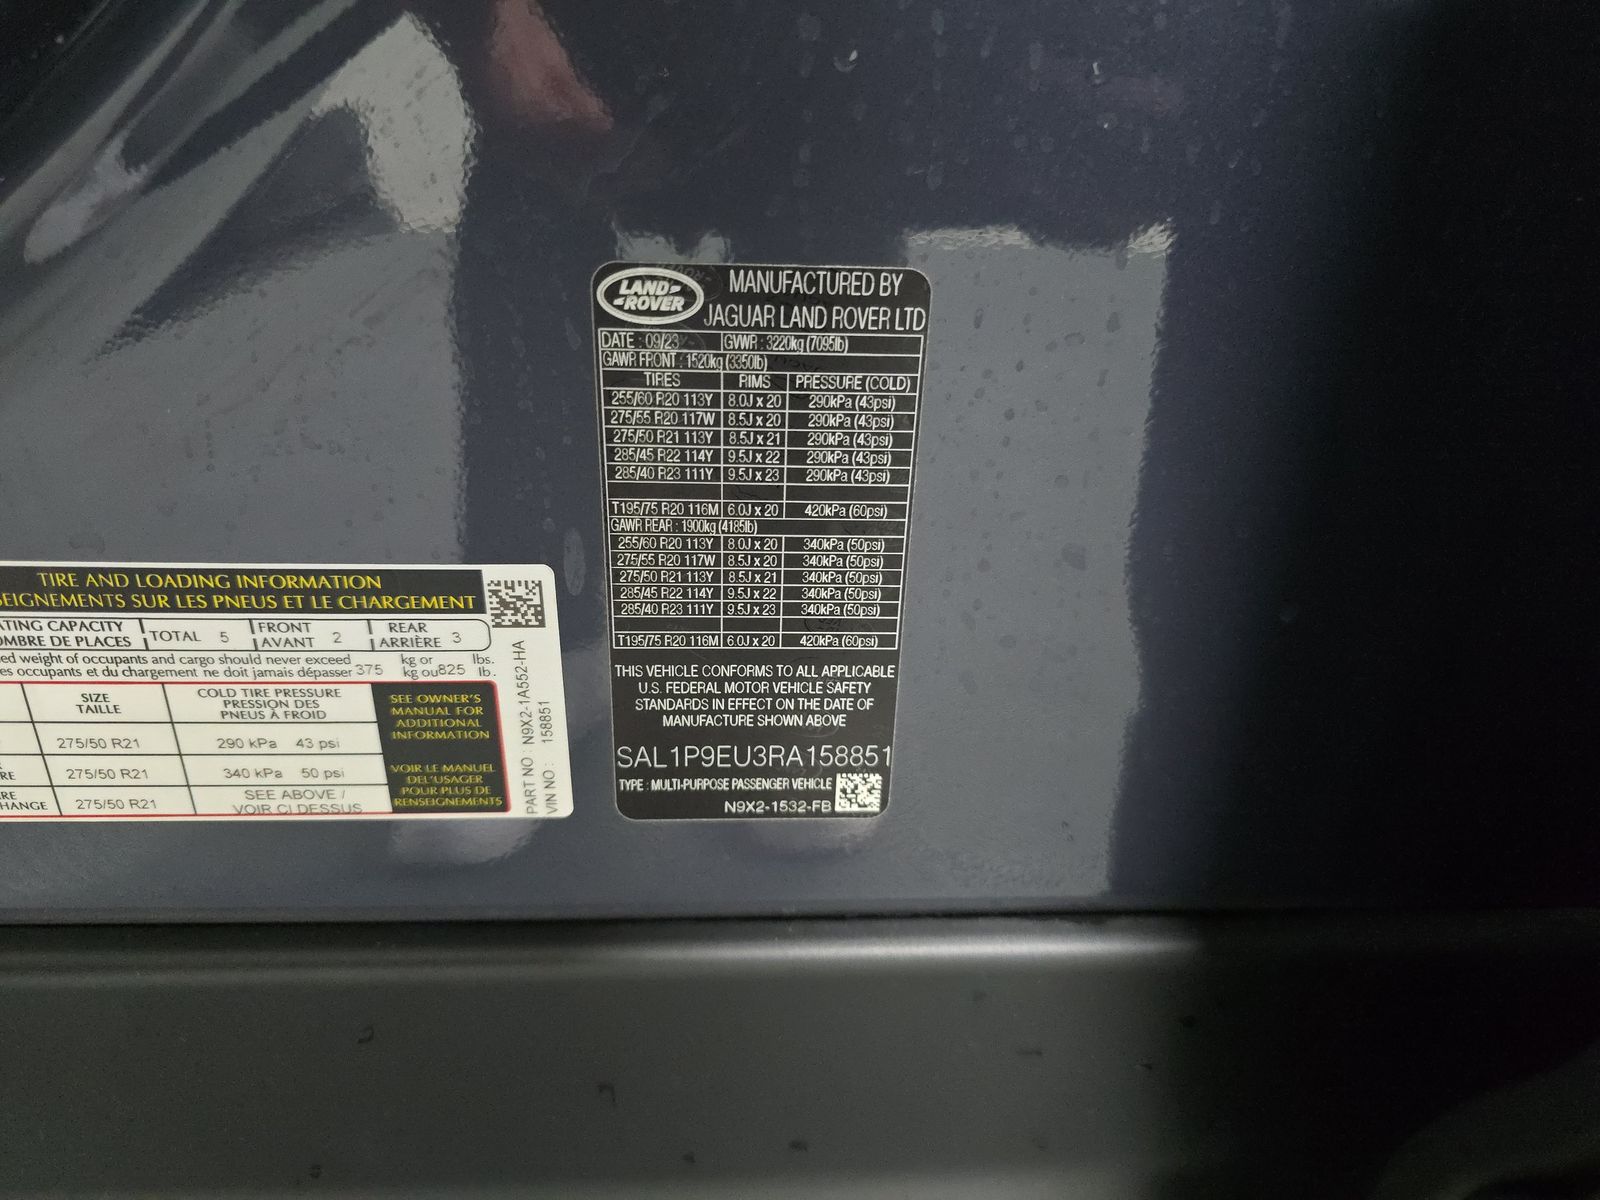 LAND ROVER
MANUFACTURED BY
JAGUAR LAND ROVER LTD
DATE : 09/23 GVWR : 3220kg (7095lb)
GAWR FRONT : 1520kg (3350lb)
TIRES RIMS PRESSURE (COLD)
255/60 R20 113Y 8.0J x 20 290kPa (43psi)
275/55 R20 117W 8.5J x 20 290kPa (43psi)
275/50 R21 113Y 8.5J x 21 290kPa (43psi)
285/45 R22 114Y 9.5J x 22 290kPa (43psi)
285/40 R23 111Y 9.5J x 23 290kPa (43psi)
T195/75 R20 116M 6.0J x 20 420kPa (60psi)
GAWR REAR : 1900kg (4185lb)
255/60 R20 113Y 8.0J x 20 340kPa (50psi)
275/55 R20 117W 8.5J x 20 340kPa (50psi)
275/50 R21 113Y 8.5J x 21 340kPa (50psi)
285/45 R22 114Y 9.5J x 22 340kPa (50psi)
285/40 R23 111Y 9.5J x 23 340kPa (50psi)
T195/75 R20 116M 6.0J x 20 420kPa (60psi)
THIS VEHICLE CONFORMS TO ALL APPLICABLE
U.S. FEDERAL MOTOR VEHICLE SAFETY
STANDARDS IN EFFECT ON THE DATE OF
MANUFACTURE SHOWN ABOVE
SAL1P9EU3RA158851
TYPE : MULTI-PURPOSE PASSENGER VEHICLE
N9X2-1532-FB
TIRE AND LOADING INFORMATION
SEIGNEMENTS SUR LES PNEUS ET LE CHARGEMENT
ATING CAPACITY TOTAL 5 FRONT 2 REAR 3
OMBRE DE PLACES AVANT ARRIÈRE
ed weight of occupants and cargo should never exceed 375 kg or 825 lbs.
es occupants et du chargement ne doit jamais dépasser kg ou lb.
SIZE
TAILLE
COLD TIRE PRESSURE
PRESSION DES
PNEUS À FROID
275/50 R21 290 kPa 43 psi
RE 275/50 R21 340 kPa 50 psi
RE
HANGE 275/50 R21 SEE ABOVE /
VOIR CI DESSUS
SEE OWNER'S
MANUAL FOR
ADDITIONAL
INFORMATION
VOIR LE MANUEL
DEL'USAGER
POUR PLUS DE
RENSEIGNEMENTS
PART NO : N9X2-1A552-HA
VIN NO : 158851